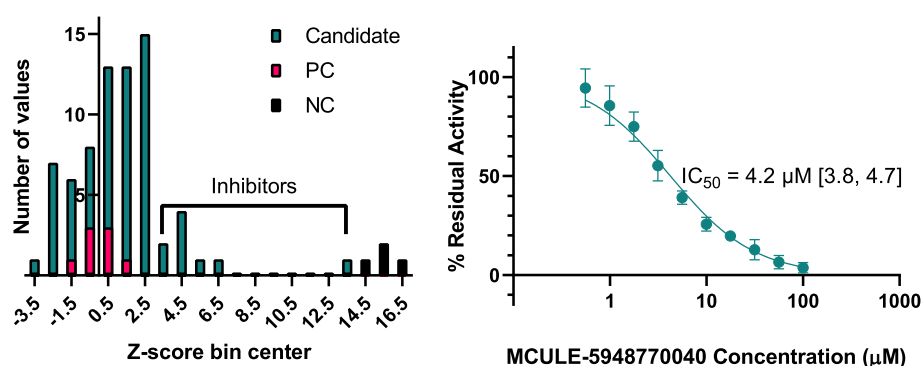 Number of values
15
10
5
Candidate
PC
NC
Inhibitors
-3.5 -1.5 0.5 2.5 4.5 6.5 8.5 10.5 12.5 14.5 16.5
Z-score bin center
% Residual Activity
100
50
0
IC50 = 4.2 μM [3.8, 4.7]
1 10 100 1000
MCULE-5948770040 Concentration (μM)